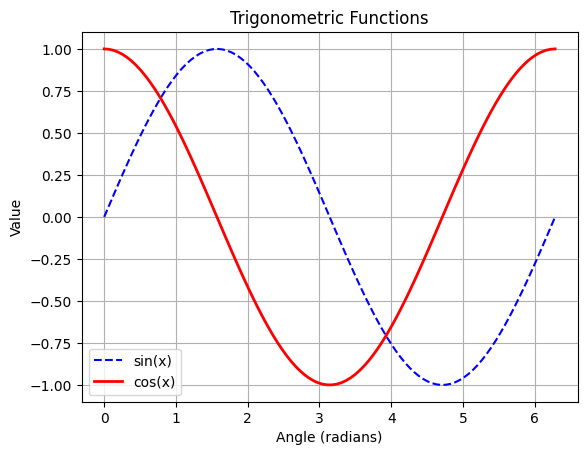 Trigonometric Functions
1.00
0.75
0.50
0.25
0.00
−0.25
−0.50
−0.75
−1.00
Value
sin(x)
cos(x)
0 1 2 3 4 5 6
Angle (radians)